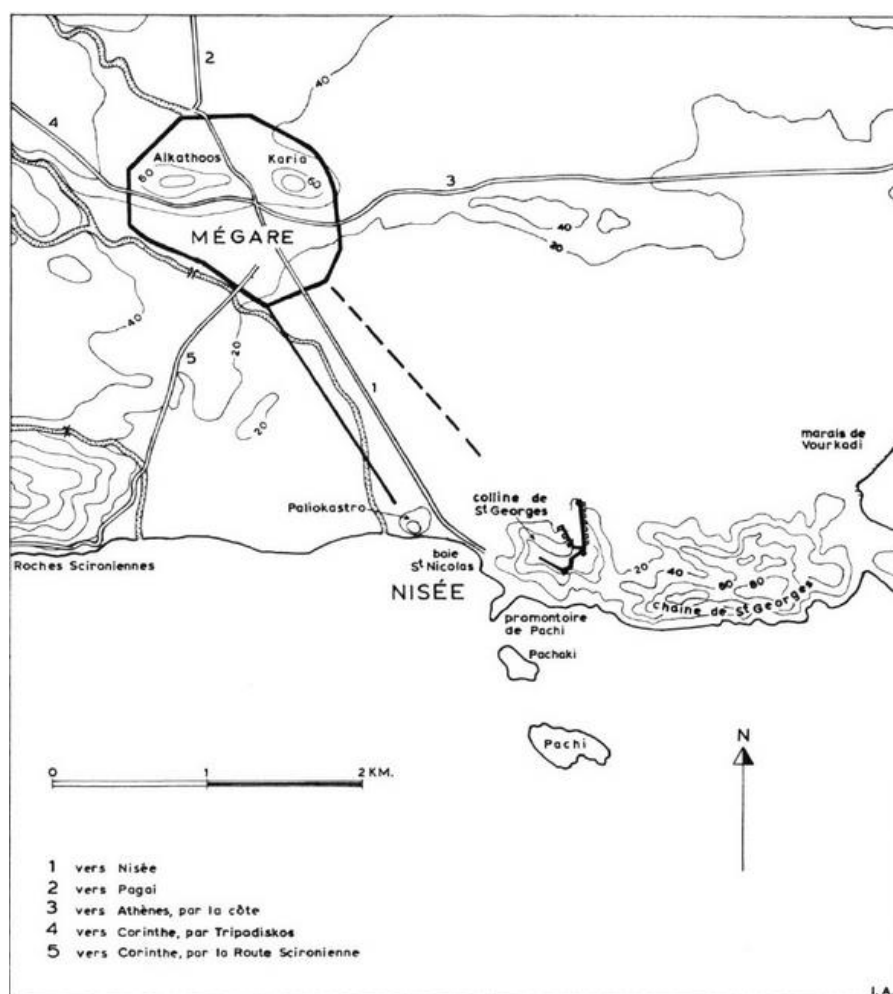 2
40
4
Alkathoos
Karia
60
60
3
MÉGARE
40
20
40
20
5
1
20
marais de
Vourkadi
colline de
St Georges
Paliokastro
Roches Scironiennes
baie
St Nicolas
NISÉE
20
40
60
80
chaîne de St Georges
promontoire
de Pachi
Pachaki
Pachi
N
0 1 2 KM.
1 vers Nisée
2 vers Pagai
3 vers Athènes, par la côte
4 vers Corinthe, par Tripadiskos
5 vers Corinthe, par la Route Scironienne
I. A